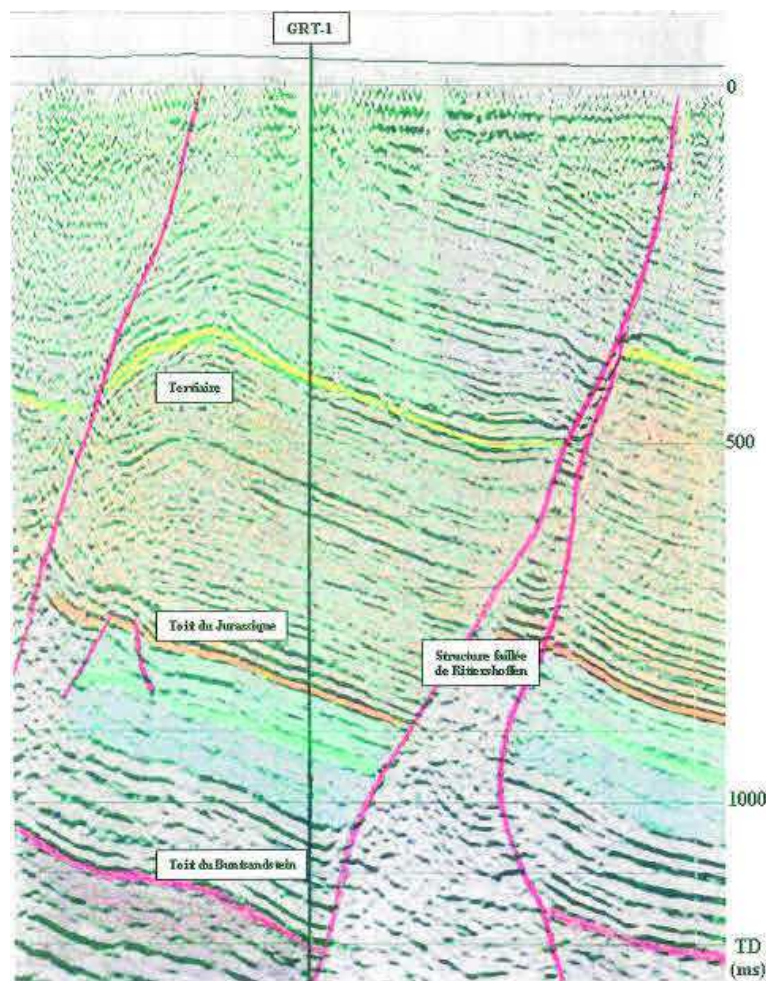 GRT-1
0
Tertiaire
500
Toit du Jurassique
Structure faillée
de Rittershoffen
1000
Toit du Buntsandstein
TD
(ms)